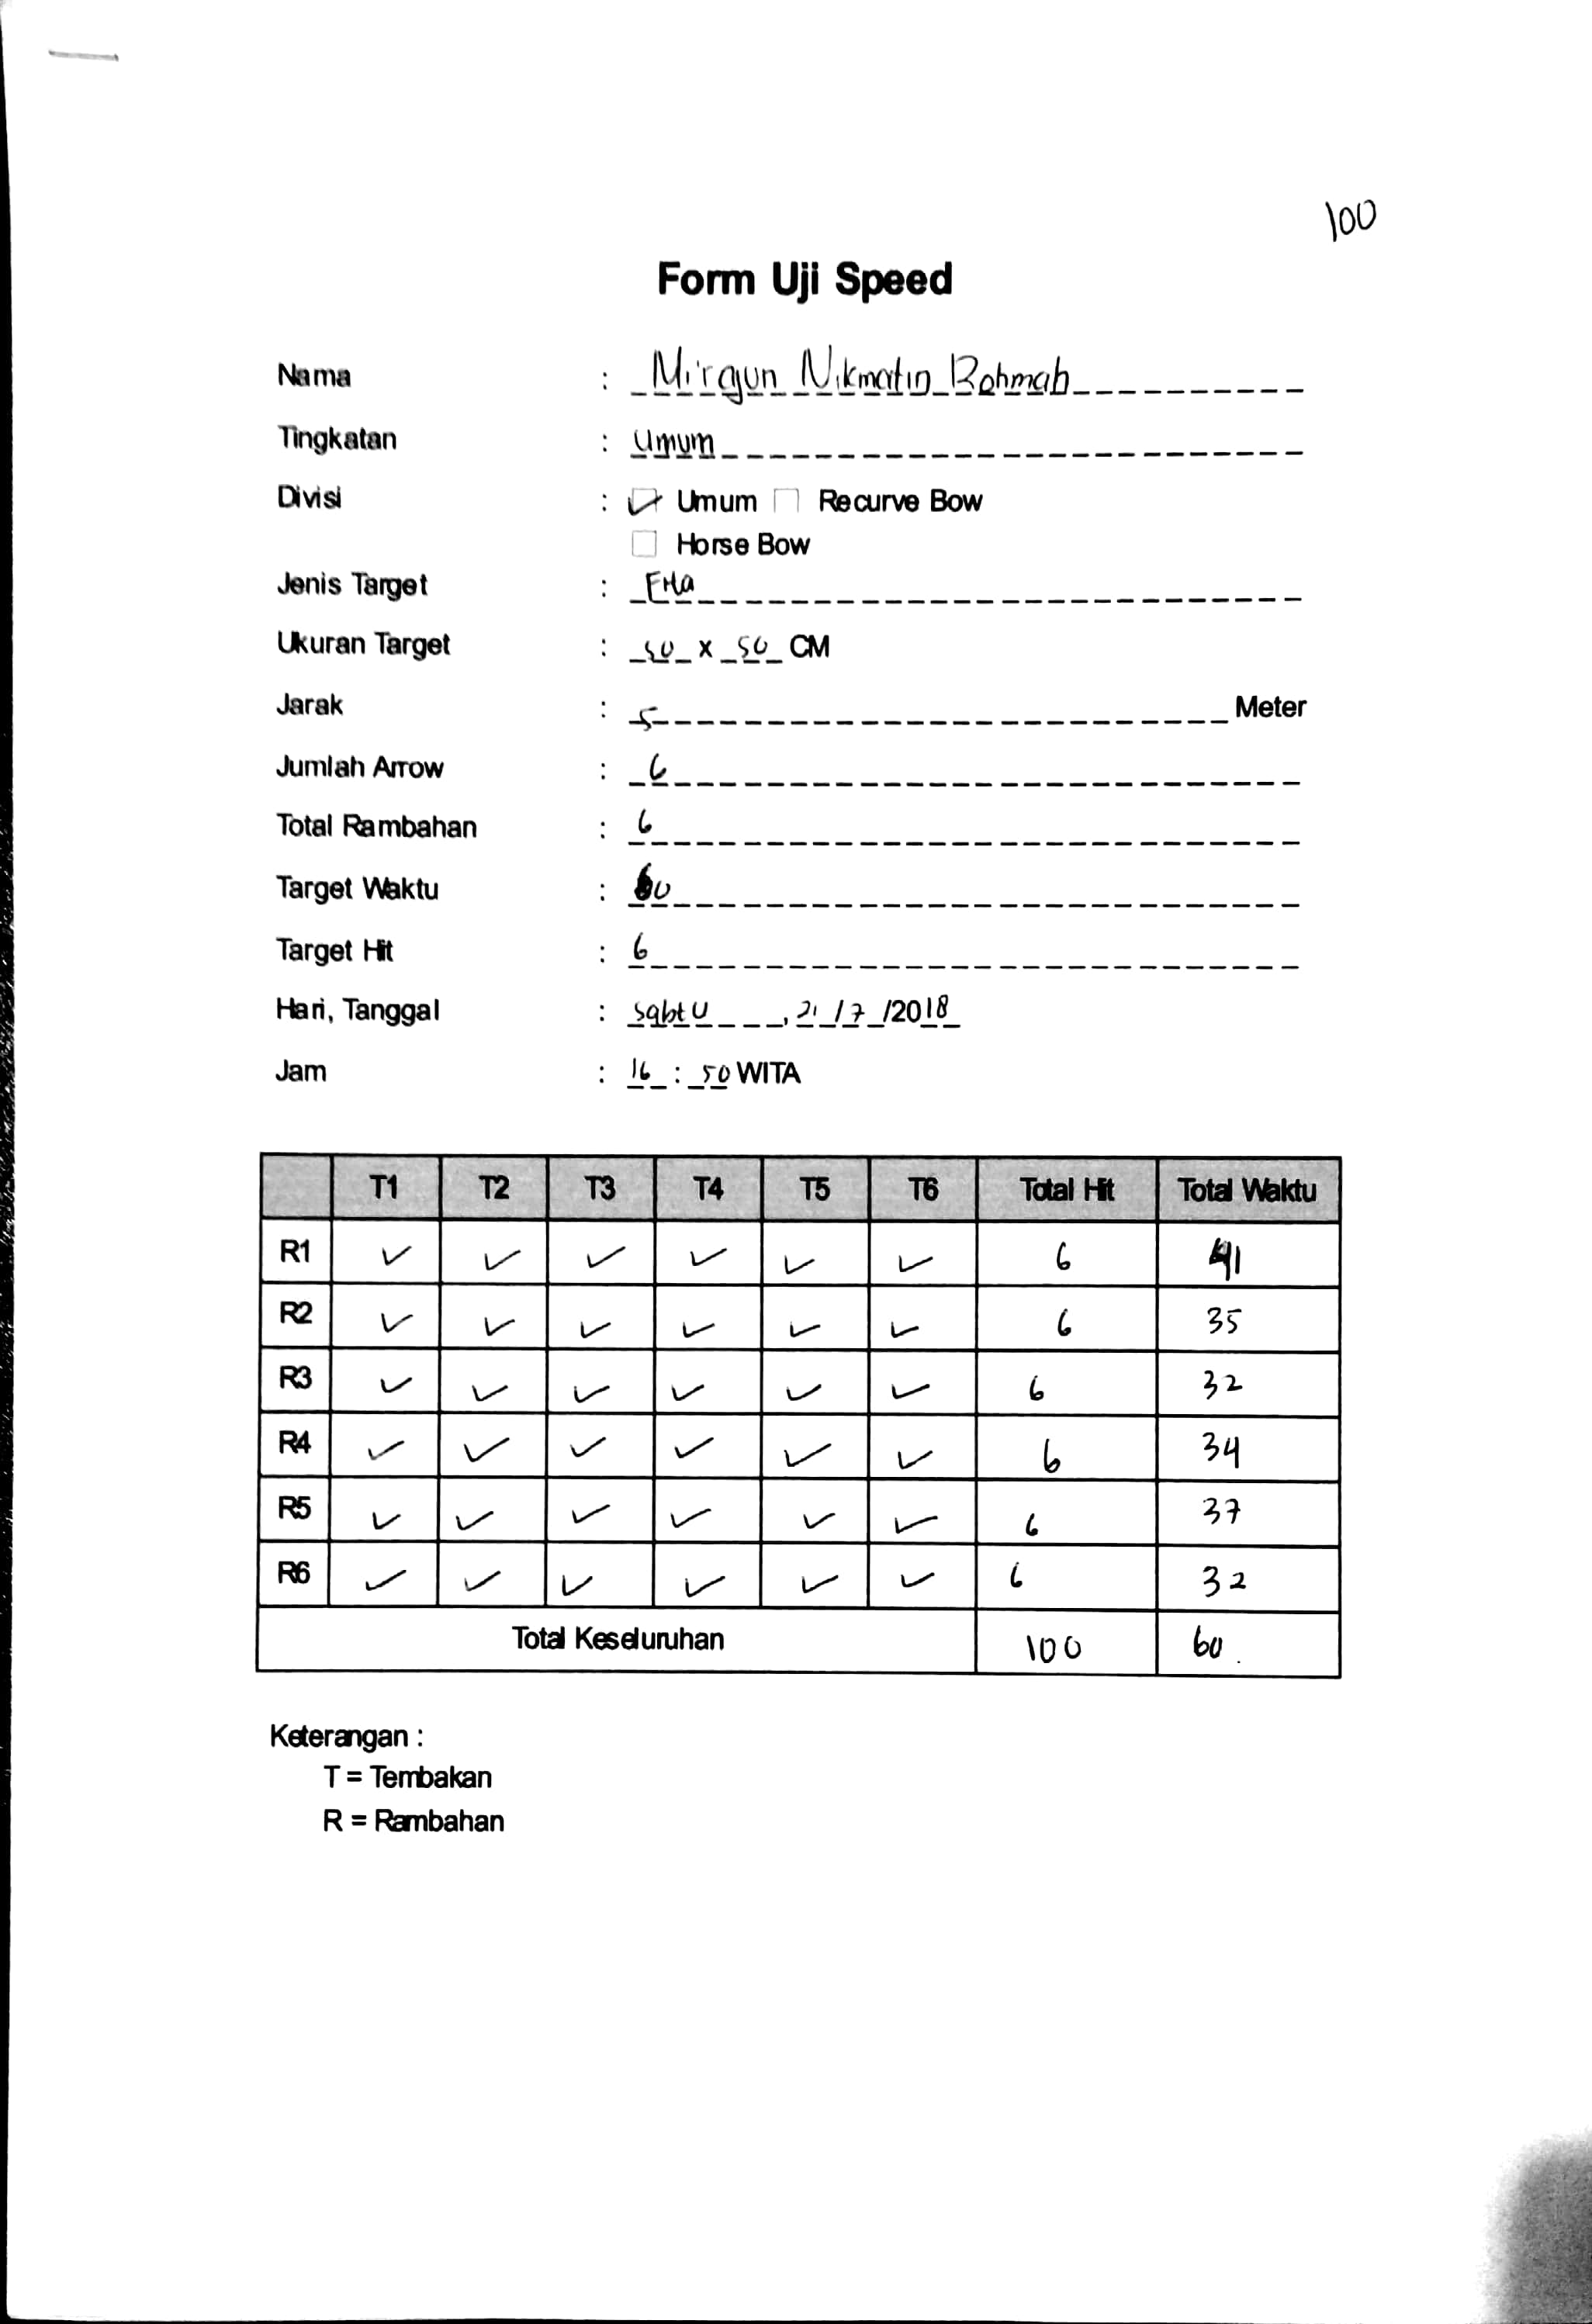 100
Form Uji Speed
Nama : Mi'rajun Nikmatin Rohmah
Tingkatan : Umum
Divisi : ✓ Umum Recurve Bow
Horse Bow
Jenis Target :
Ukuran Target : 50 x 50 CM
Jarak : 5 Meter
Jumlah Arrow : 6
Total Rambahan : 6
Target Waktu : 60
Target Hit : 6
Hari, Tanggal : Sabtu, 21/7/2018
Jam : 16 : 50 WITA
T1 T2 T3 T4 T5 T6 Total Hit Total Waktu
R1 ✓ ✓ ✓ ✓ ✓ ✓ 6 41
R2 ✓ ✓ ✓ ✓ ✓ ✓ 6 35
R3 ✓ ✓ ✓ ✓ ✓ ✓ 6 32
R4 ✓ ✓ ✓ ✓ ✓ ✓ 6 34
R5 ✓ ✓ ✓ ✓ ✓ ✓ 6 37
R6 ✓ ✓ ✓ ✓ ✓ ✓ 6 32
Total Keseluruhan 100 60
Keterangan :
T = Tembakan
R = Rambahan